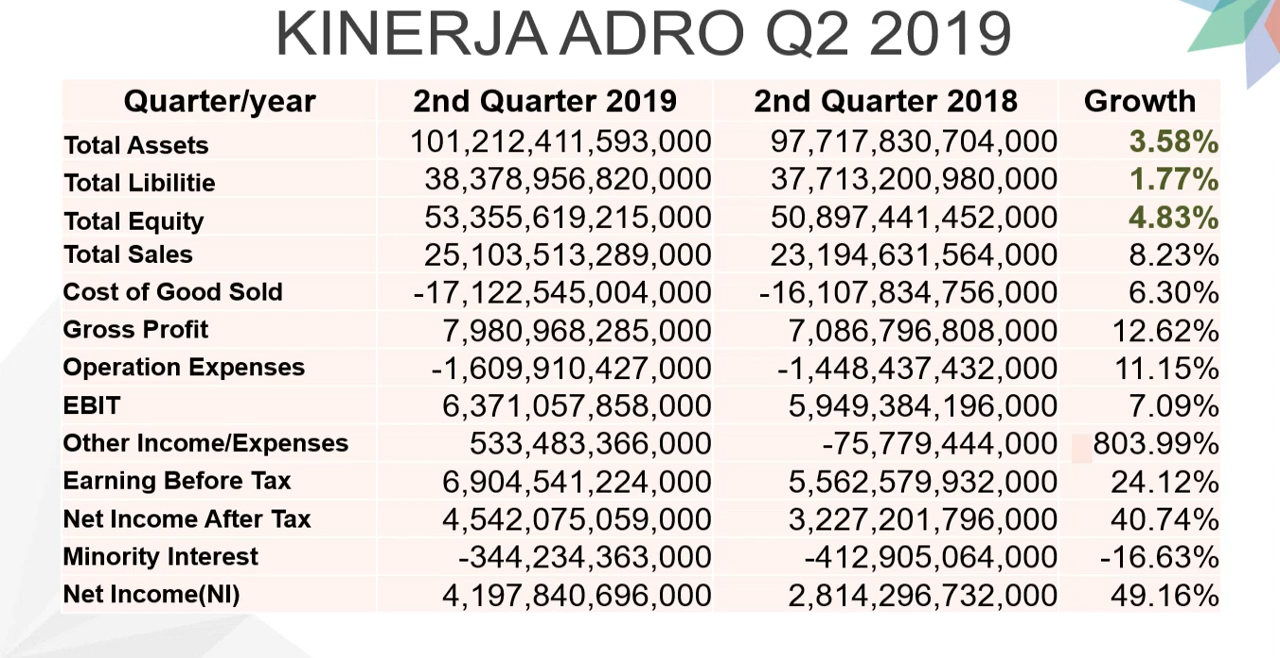 KINERJA ADRO Q2 2019
Quarter/year 2nd Quarter 2019 2nd Quarter 2018 Growth
Total Assets 101,212,411,593,000 97,717,830,704,000 3.58%
Total Libilitie 38,378,956,820,000 37,713,200,980,000 1.77%
Total Equity 53,355,619,215,000 50,897,441,452,000 4.83%
Total Sales 25,103,513,289,000 23,194,631,564,000 8.23%
Cost of Good Sold -17,122,545,004,000 -16,107,834,756,000 6.30%
Gross Profit 7,980,968,285,000 7,086,796,808,000 12.62%
Operation Expenses -1,609,910,427,000 -1,448,437,432,000 11.15%
EBIT 6,371,057,858,000 5,949,384,196,000 7.09%
Other Income/Expenses 533,483,366,000 -75,779,444,000 803.99%
Earning Before Tax 6,904,541,224,000 5,562,579,932,000 24.12%
Net Income After Tax 4,542,075,059,000 3,227,201,796,000 40.74%
Minority Interest -344,234,363,000 -412,905,064,000 -16.63%
Net Income(NI) 4,197,840,696,000 2,814,296,732,000 49.16%